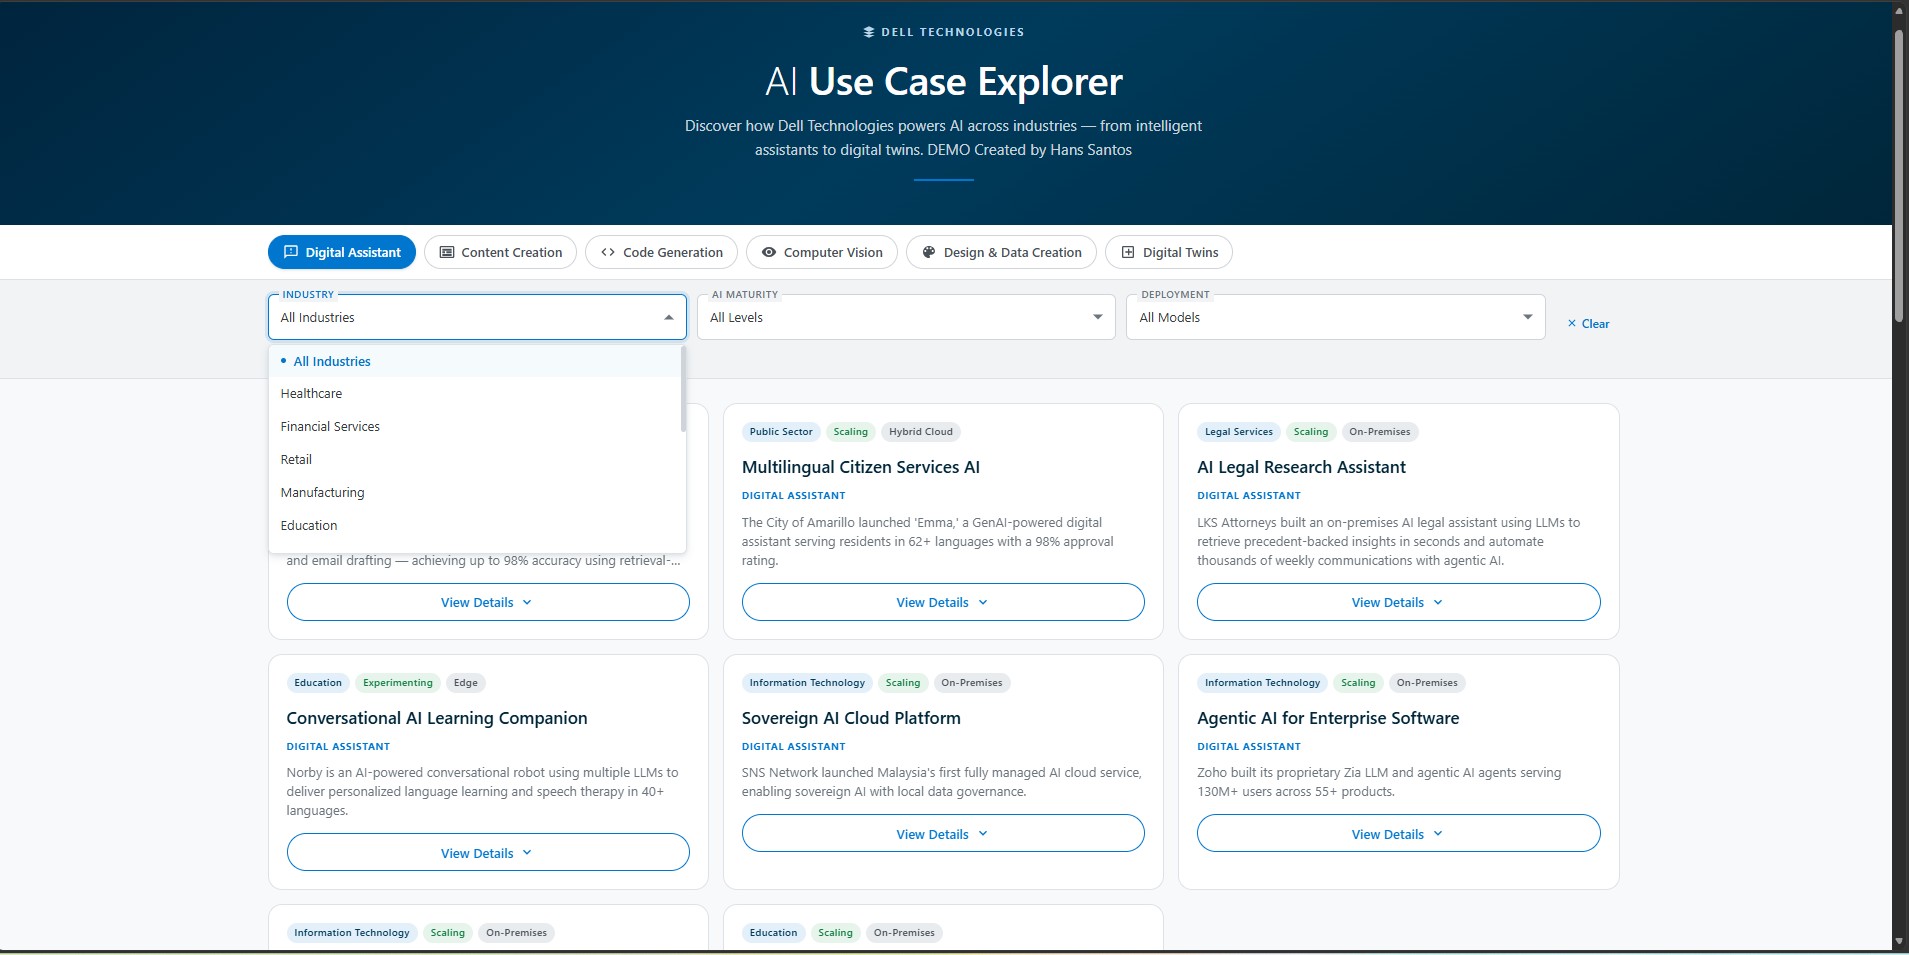 DELL TECHNOLOGIES
AI Use Case Explorer
Discover how Dell Technologies powers AI across industries — from intelligent
assistants to digital twins. DEMO Created by Hans Santos
Digital Assistant
Content Creation
Code Generation
Computer Vision
Design & Data Creation
Digital Twins
INDUSTRY
All Industries
AI MATURITY
All Levels
DEPLOYMENT
All Models
× Clear
• All Industries
Healthcare
Financial Services
Retail
Manufacturing
Education
and email drafting — achieving up to 98% accuracy using retrieval-...
View Details
Public Sector Scaling Hybrid Cloud
Multilingual Citizen Services AI
DIGITAL ASSISTANT
The City of Amarillo launched 'Emma,' a GenAI-powered digital
assistant serving residents in 62+ languages with a 98% approval
rating.
View Details
Legal Services Scaling On-Premises
AI Legal Research Assistant
DIGITAL ASSISTANT
LKS Attorneys built an on-premises AI legal assistant using LLMs to
retrieve precedent-backed insights in seconds and automate
thousands of weekly communications with agentic AI.
View Details
Education Experimenting Edge
Conversational AI Learning Companion
DIGITAL ASSISTANT
Norby is an AI-powered conversational robot using multiple LLMs to
deliver personalized language learning and speech therapy in 40+
languages.
View Details
Information Technology Scaling On-Premises
Sovereign AI Cloud Platform
DIGITAL ASSISTANT
SNS Network launched Malaysia's first fully managed AI cloud service,
enabling sovereign AI with local data governance.
View Details
Information Technology Scaling On-Premises
Agentic AI for Enterprise Software
DIGITAL ASSISTANT
Zoho built its proprietary Zia LLM and agentic AI agents serving
130M+ users across 55+ products.
View Details
Information Technology Scaling On-Premises
Education Scaling On-Premises